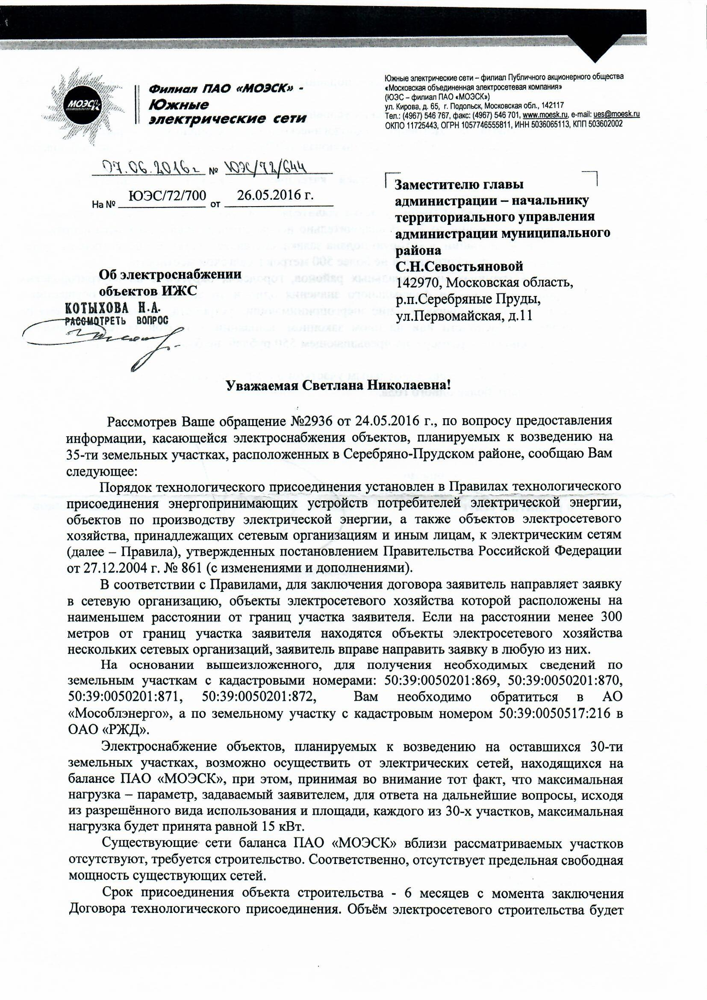 МОЭСК
Филиал ПАО «МОЭСК» -
Южные
электрические сети
Южные электрические сети – филиал Публичного акционерного общества
«Московская объединенная электросетевая компания»
(ЮЭС – филиал ПАО «МОЭСК»)
ул. Кирова, д. 65, г. Подольск, Московская обл., 142117
Тел.: (4967) 546 767, факс: (4967) 546 701, www.moesk.ru, e-mail: ues@moesk.ru
ОКПО 11725443, ОГРН 1057746555811, ИНН 5036065113, КПП 503602002
07.06.2016г № ЮЭС/72/644
На № ЮЭС/72/700 от 26.05.2016 г.
Заместителю главы
администрации – начальнику
территориального управления
администрации муниципального
района
С.Н.Севостьяновой
142970, Московская область,
р.п.Серебряные Пруды,
ул.Первомайская, д.11
Об электроснабжении
объектов ИЖС
КОТЫХОВА Н.А.
РАССМОТРЕТЬ ВОПРОС
Уважаемая Светлана Николаевна!
Рассмотрев Ваше обращение №2936 от 24.05.2016 г., по вопросу предоставления
информации, касающейся электроснабжения объектов, планируемых к возведению на
35-ти земельных участках, расположенных в Серебряно-Прудском районе, сообщаю Вам
следующее:
Порядок технологического присоединения установлен в Правилах технологического
присоединения энергопринимающих устройств потребителей электрической энергии,
объектов по производству электрической энергии, а также объектов электросетевого
хозяйства, принадлежащих сетевым организациям и иным лицам, к электрическим сетям
(далее – Правила), утвержденных постановлением Правительства Российской Федерации
от 27.12.2004 г. № 861 (с изменениями и дополнениями).
В соответствии с Правилами, для заключения договора заявитель направляет заявку
в сетевую организацию, объекты электросетевого хозяйства которой расположены на
наименьшем расстоянии от границ участка заявителя. Если на расстоянии менее 300
метров от границ участка заявителя находятся объекты электросетевого хозяйства
нескольких сетевых организаций, заявитель вправе направить заявку в любую из них.
На основании вышеизложенного, для получения необходимых сведений по
земельным участкам с кадастровыми номерами: 50:39:0050201:869, 50:39:0050201:870,
50:39:0050201:871, 50:39:0050201:872, Вам необходимо обратиться в АО
«Мособлэнерго», а по земельному участку с кадастровым номером 50:39:0050517:216 в
ОАО «РЖД».
Электроснабжение объектов, планируемых к возведению на оставшихся 30-ти
земельных участках, возможно осуществить от электрических сетей, находящихся на
балансе ПАО «МОЭСК», при этом, принимая во внимание тот факт, что максимальная
нагрузка – параметр, задаваемый заявителем, для ответа на дальнейшие вопросы, исходя
из разрешённого вида использования и площади, каждого из 30-х участков, максимальная
нагрузка будет принята равной 15 кВт.
Существующие сети баланса ПАО «МОЭСК» вблизи рассматриваемых участков
отсутствуют, требуется строительство. Соответственно, отсутствует предельная свободная
мощность существующих сетей.
Срок присоединения объекта строительства - 6 месяцев с момента заключения
Договора технологического присоединения. Объём электросетевого строительства будет